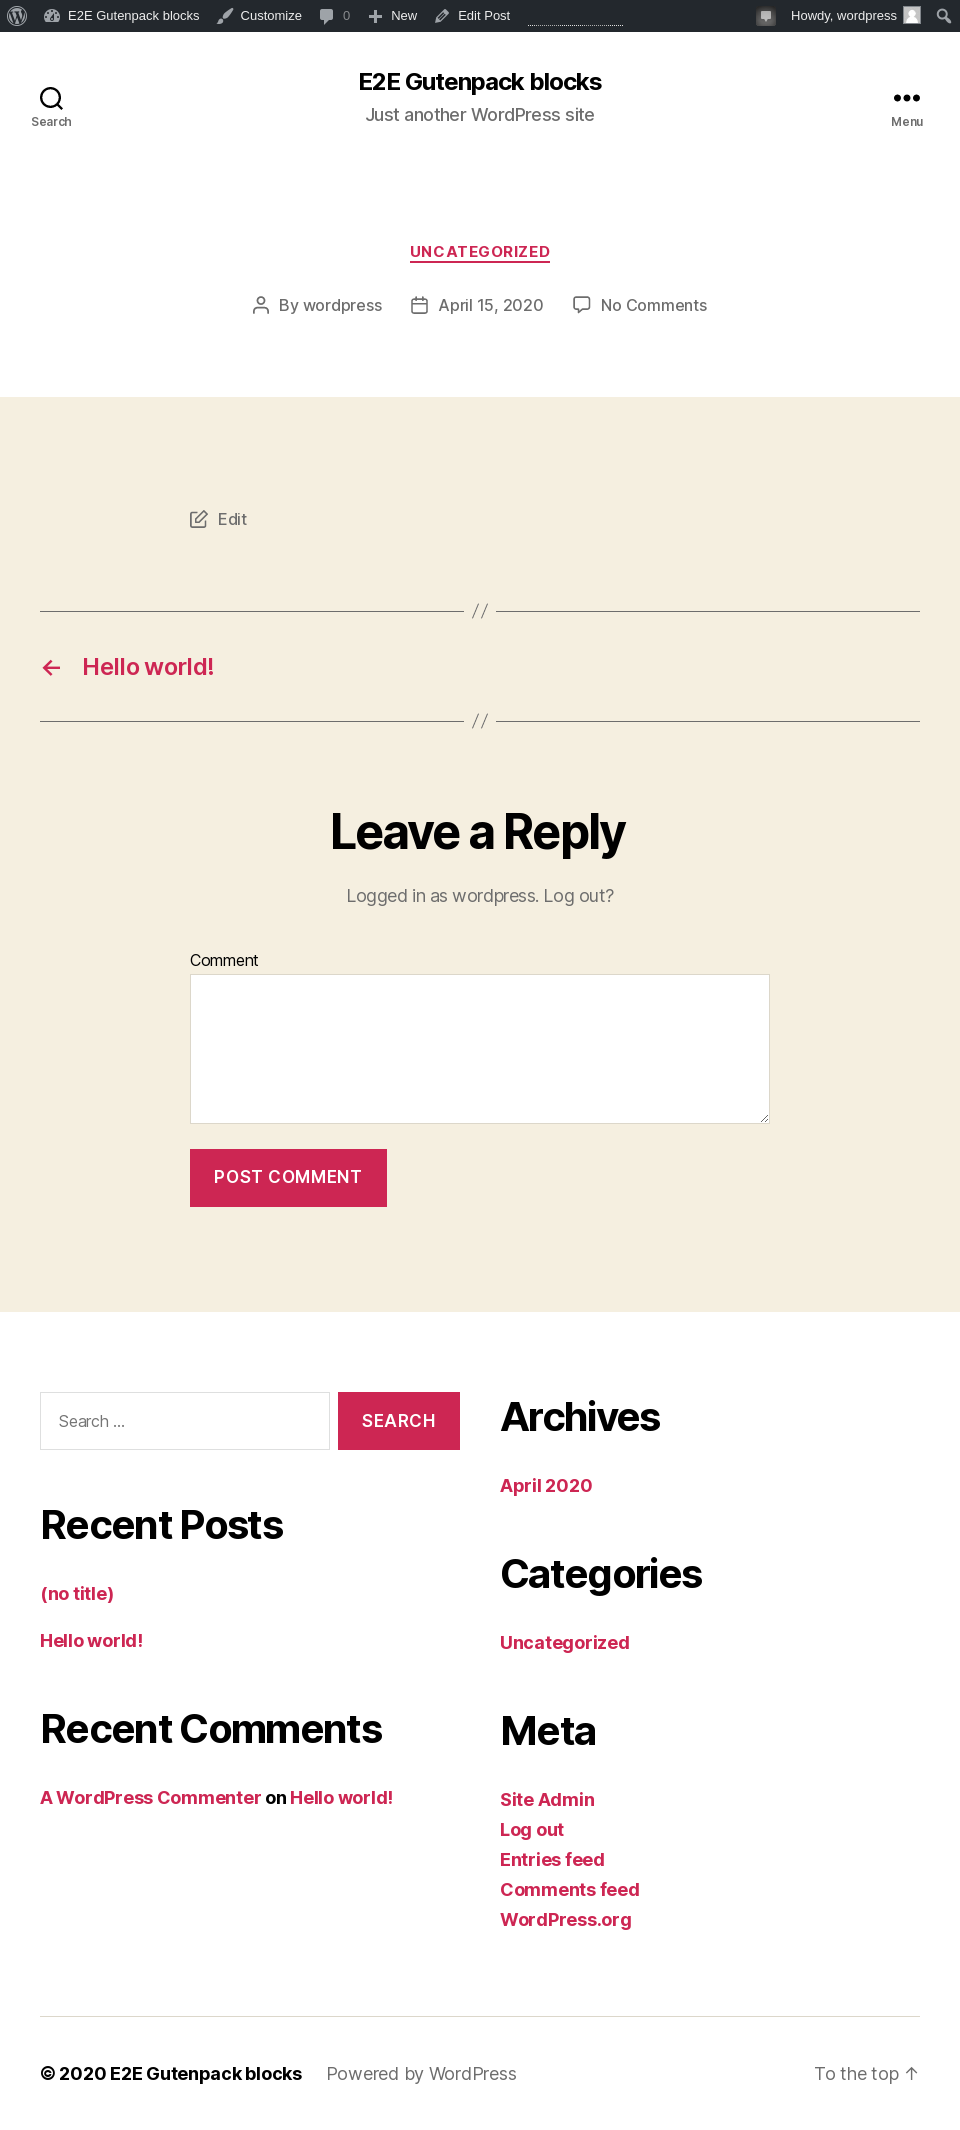 E2E Gutenpack blocks Customize 0 New Edit Post Howdy, wordpress
E2E Gutenpack blocks
Just another WordPress site
Search
Menu
UNCATEGORIZED
By wordpress April 15, 2020 No Comments
Edit
//
← Hello world!
//
Leave a Reply
Logged in as wordpress. Log out?
Comment
POST COMMENT
Search …
SEARCH
Recent Posts
(no title)
Hello world!
Recent Comments
A WordPress Commenter on Hello world!
Archives
April 2020
Categories
Uncategorized
Meta
Site Admin
Log out
Entries feed
Comments feed
WordPress.org
© 2020 E2E Gutenpack blocks Powered by WordPress To the top ↑